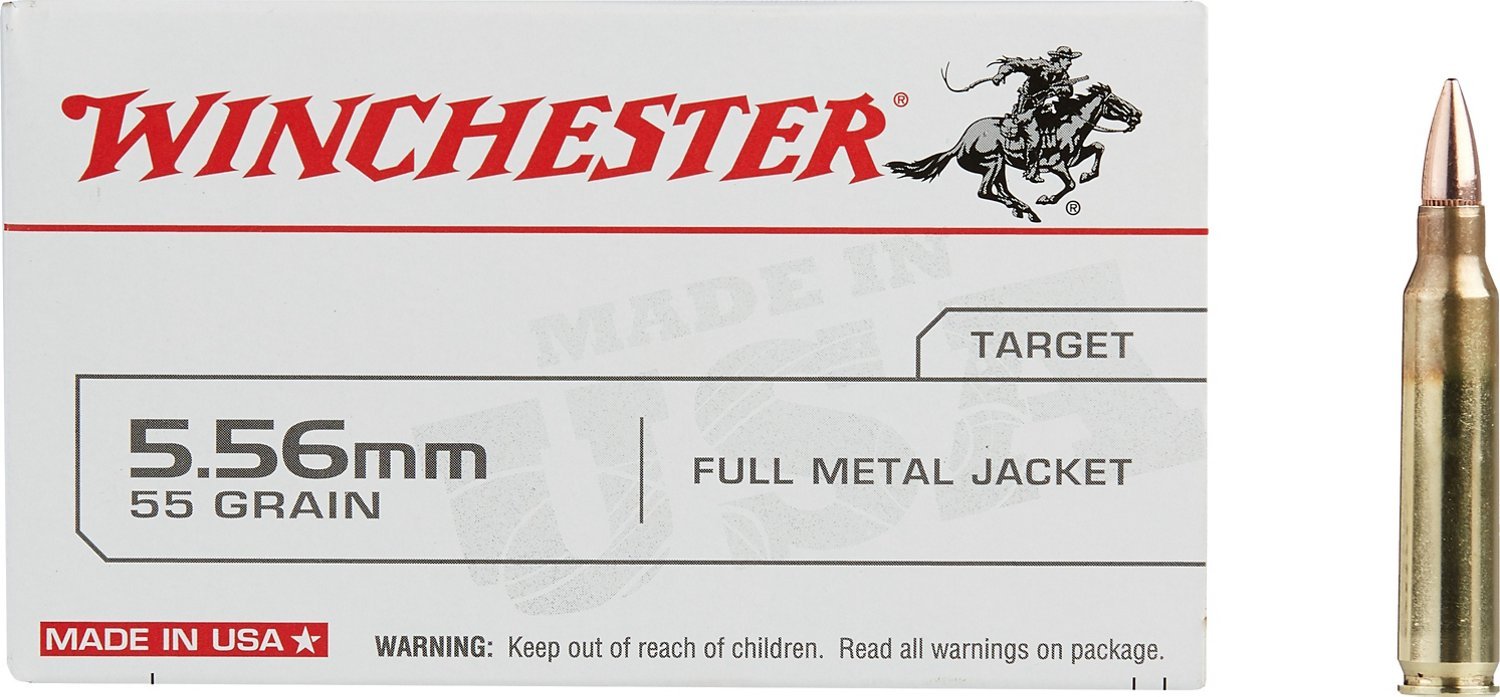 WINCHESTER®
®
MADE IN
USA
TARGET
5.56mm
55 GRAIN
FULL METAL JACKET
MADE IN USA★
WARNING: Keep out of reach of children. Read all warnings on package.